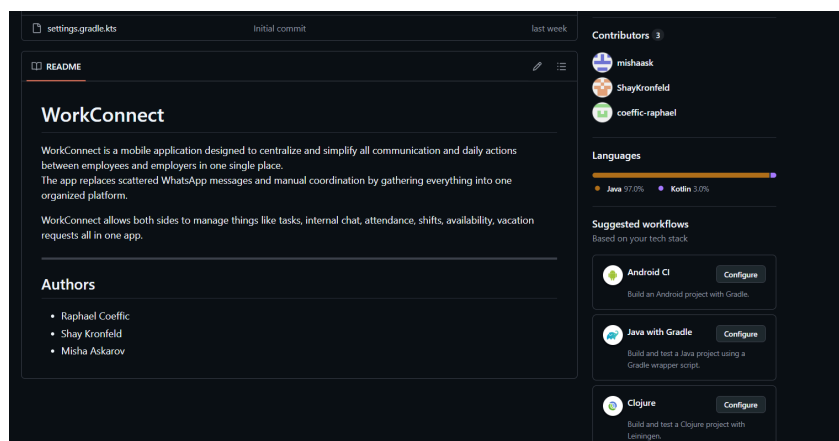 settings.gradle.kts Initial commit last week
README
WorkConnect
WorkConnect is a mobile application designed to centralize and simplify all communication and daily actions
between employees and employers in one single place.
The app replaces scattered WhatsApp messages and manual coordination by gathering everything into one
organized platform.
WorkConnect allows both sides to manage things like tasks, internal chat, attendance, shifts, availability, vacation
requests all in one app.
Authors
• Raphael Coeffic
• Shay Kronfeld
• Misha Askarov
Contributors 3
mishaask
ShayKronfeld
coeffic-raphael
Languages
Java 97.0% Kotlin 3.0%
Suggested workflows
Based on your tech stack
Android CI Configure
Build an Android project with Gradle.
Java with Gradle Configure
Build and test a Java project using a
Gradle wrapper script.
Clojure Configure
Build and test a Clojure project with
Leiningen.